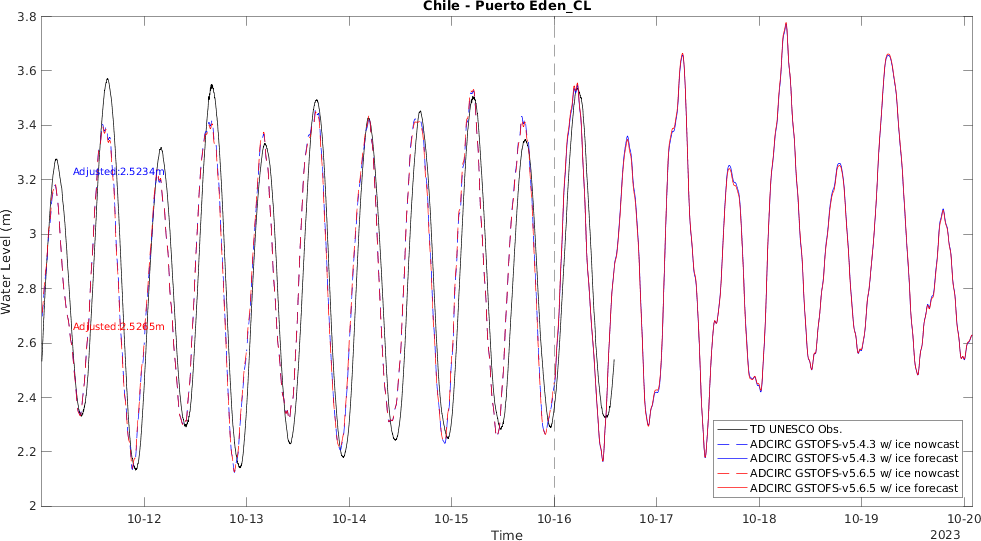 Chile - Puerto Eden_CL
3.8
3.6
3.4
3.2
3
2.8
2.6
2.4
2.2
2
Water Level (m)
Adjusted:2.5234m
Adjusted:2.5265m
TD UNESCO Obs.
ADCIRC GSTOFS-v5.4.3 w/ ice nowcast
ADCIRC GSTOFS-v5.4.3 w/ ice forecast
ADCIRC GSTOFS-v5.6.5 w/ ice nowcast
ADCIRC GSTOFS-v5.6.5 w/ ice forecast
10-12 10-13 10-14 10-15 10-16 10-17 10-18 10-19 10-20
Time
2023